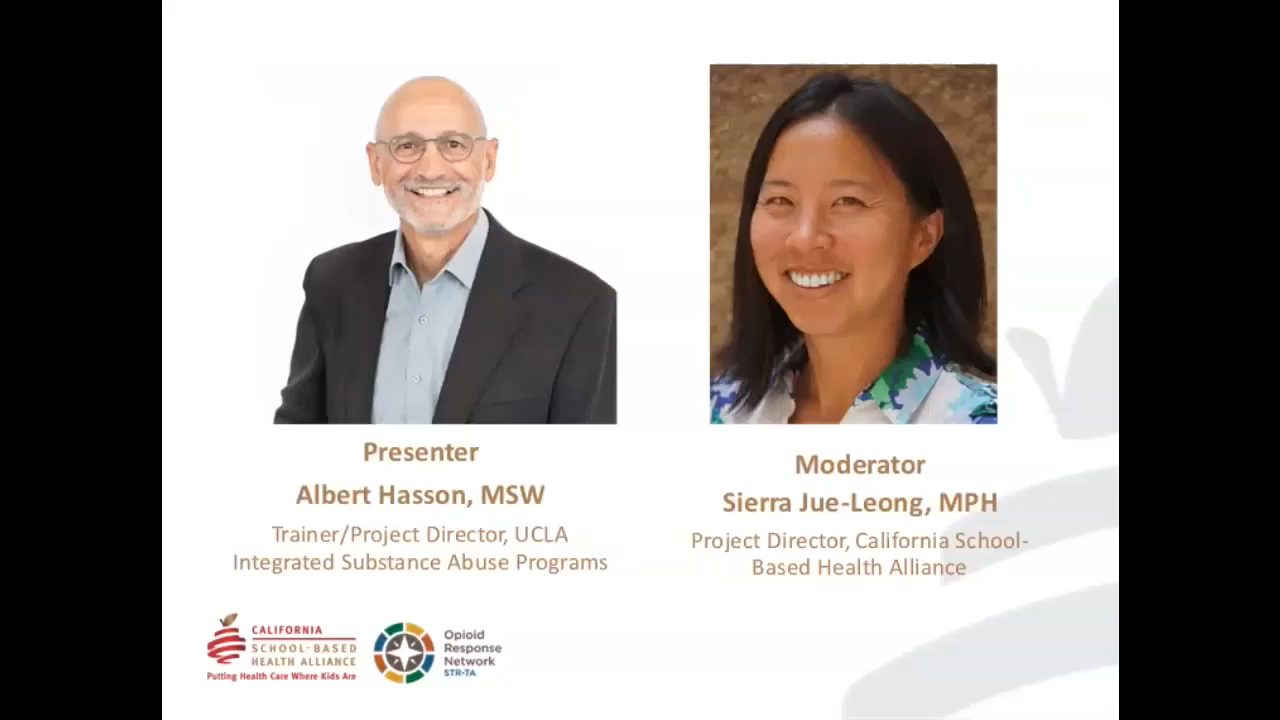 Presenter
Albert Hasson, MSW
Trainer/Project Director, UCLA
Integrated Substance Abuse Programs
Moderator
Sierra Jue-Leong, MPH
Project Director, California School-
Based Health Alliance
CALIFORNIA
SCHOOL-BASED
HEALTH ALLIANCE
Putting Health Care Where Kids Are
Opioid
Response
Network
STR-TA